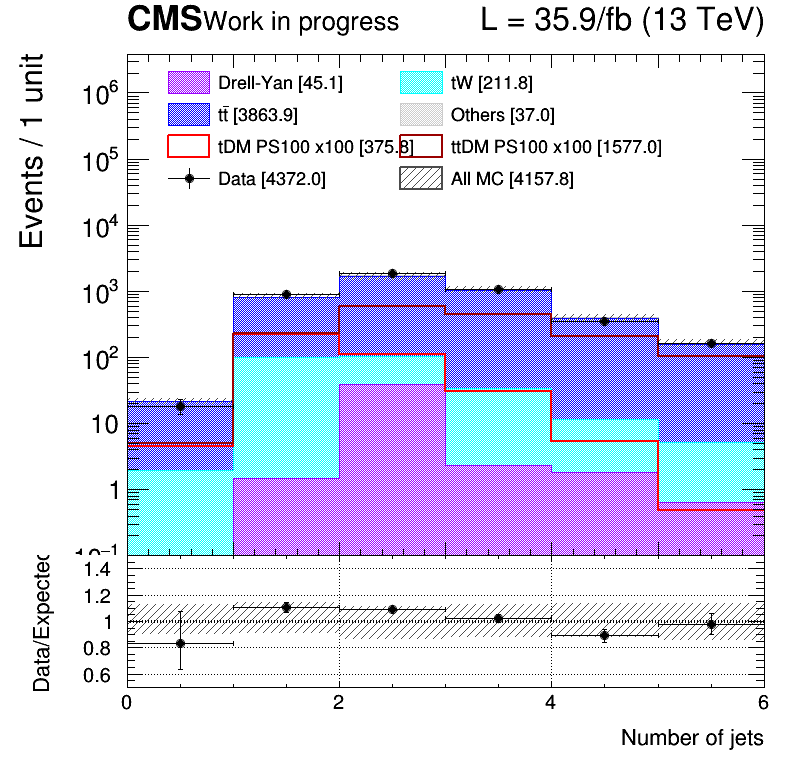 CMS Work in progress L = 35.9/fb (13 TeV)
Events / 1 unit
Drell-Yan [45.1] tW [211.8]
tt̄ [3863.9] Others [37.0]
tDM PS100 x100 [375.8] ttDM PS100 x100 [1577.0]
Data [4372.0] All MC [4157.8]
10⁶
10⁵
10⁴
10³
10²
10
1
10⁻¹
Data/Expected
1.4
1.2
1
0.8
0.6
0 2 4 6
Number of jets